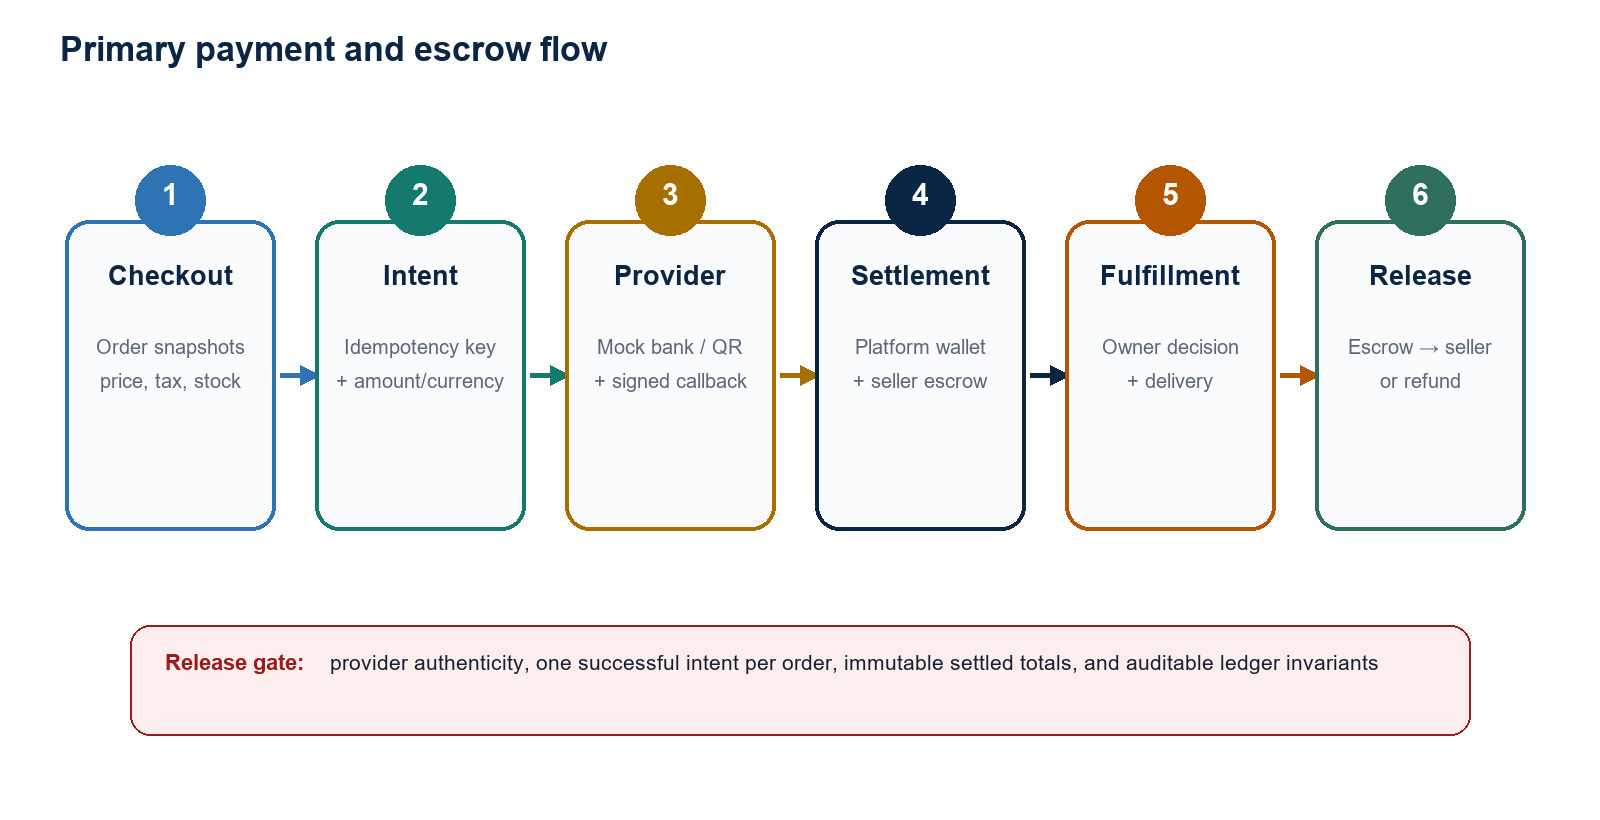 Primary payment and escrow flow
1
Checkout
Order snapshots
price, tax, stock
2
Intent
Idempotency key
+ amount/currency
3
Provider
Mock bank / QR
+ signed callback
4
Settlement
Platform wallet
+ seller escrow
5
Fulfillment
Owner decision
+ delivery
6
Release
Escrow → seller
or refund
Release gate: provider authenticity, one successful intent per order, immutable settled totals, and auditable ledger invariants